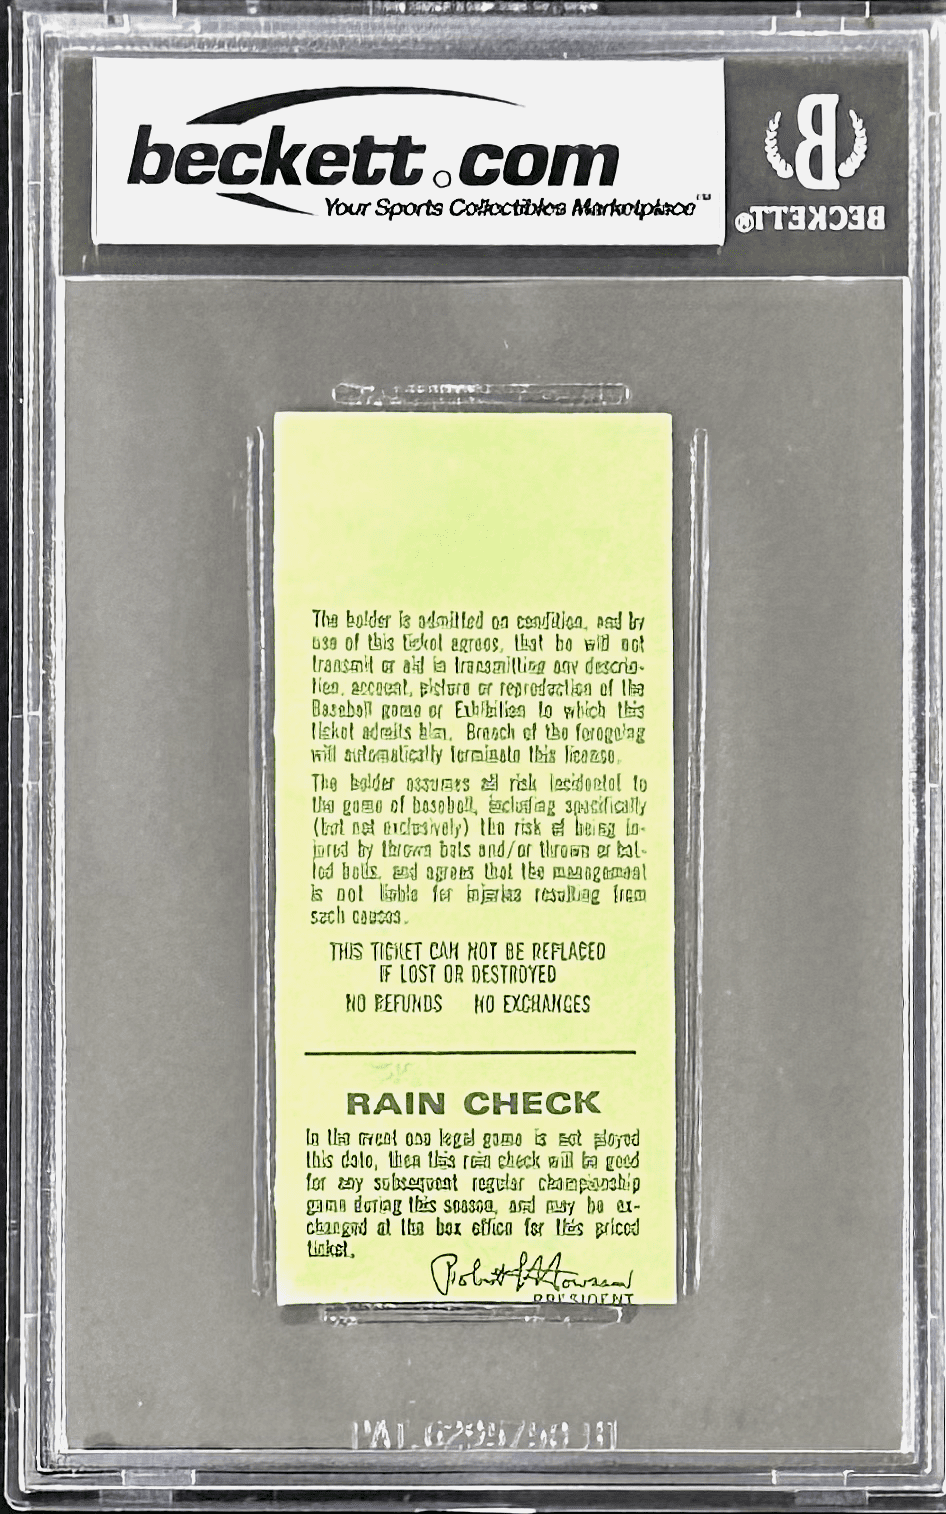 beckett.com
Your Sports Collectibles Marketplace™
B
BECKETT®
The holder is admitted on condition, and by
use of this ticket agrees, that he will not
transmit or aid in transmitting any descrip-
tion, account, picture or reproduction of the
Baseball game or Exhibition to which this
ticket admits him. Breach of the foregoing
will automatically terminate this license.
The holder assumes all risk incidental to
the game of baseball, including specifically
(but not exclusively) the risk of being in-
jured by thrown bats and/or thrown or bat-
ted balls, and agrees that the management
is not liable for injuries resulting from
such causes.
THIS TICKET CAN NOT BE REPLACED
IF LOST OR DESTROYED
NO REFUNDS NO EXCHANGES
RAIN CHECK
In the event one legal game is not played
this date, then this rain check will be good
for any subsequent regular championship
game during this season, and may be ex-
changed at the box office for like priced
ticket.
Robert L Howsam
PRESIDENT